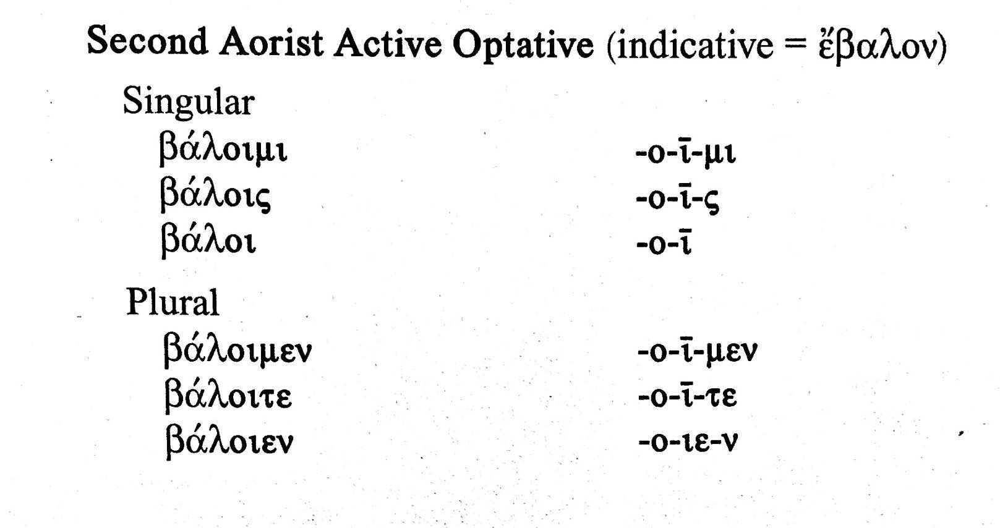 Second Aorist Active Optative (indicative = ἔβαλον)
Singular
βάλοιμι -ο-ῑ-μι
βάλοις -ο-ῑ-ς
βάλοι -ο-ῑ
Plural
βάλοιμεν -ο-ῑ-μεν
βάλοιτε -ο-ῑ-τε
βάλοιεν -ο-ιε-ν